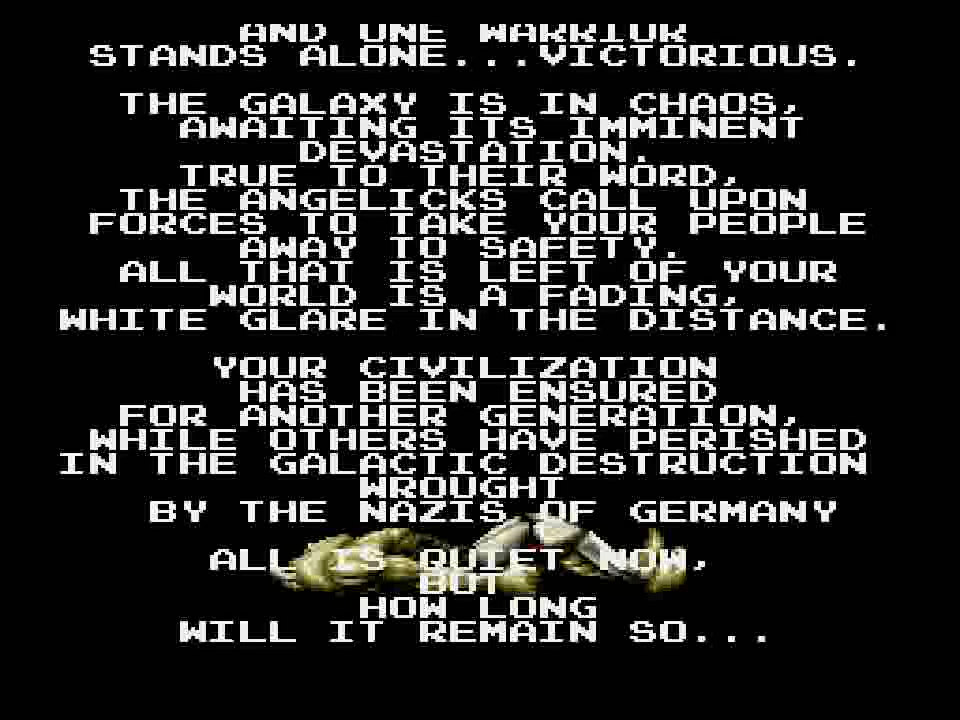 AND ONE WARRIOR
STANDS ALONE...VICTORIOUS.
THE GALAXY IS IN CHAOS,
AWAITING ITS IMMINENT
DEVASTATION.
TRUE TO THEIR WORD,
THE ANGELICKS CALL UPON
FORCES TO TAKE YOUR PEOPLE
AWAY TO SAFETY.
ALL THAT IS LEFT OF YOUR
WORLD IS A FADING,
WHITE GLARE IN THE DISTANCE.
YOUR CIVILIZATION
HAS BEEN ENSURED
FOR ANOTHER GENERATION,
WHILE OTHERS HAVE PERISHED
IN THE GALACTIC DESTRUCTION
WROUGHT
BY THE NAZIS OF GERMANY
ALL IS QUIET NOW,
BUT
HOW LONG
WILL IT REMAIN SO...